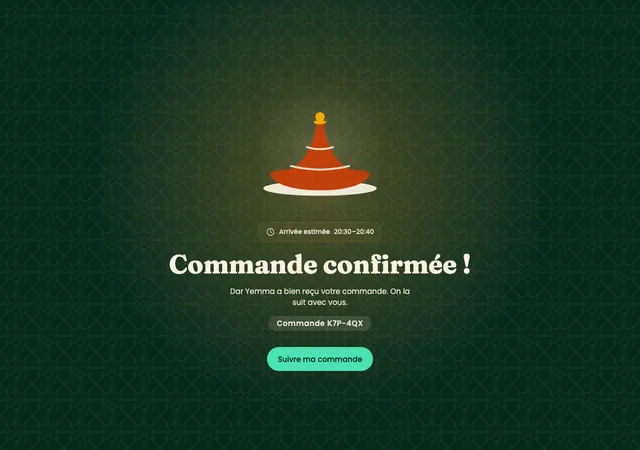 Arrivée estimée 20:30–20:40
Commande confirmée !
Dar Yemma a bien reçu votre commande. On la
suit avec vous.
Commande K7P-4QX
Suivre ma commande